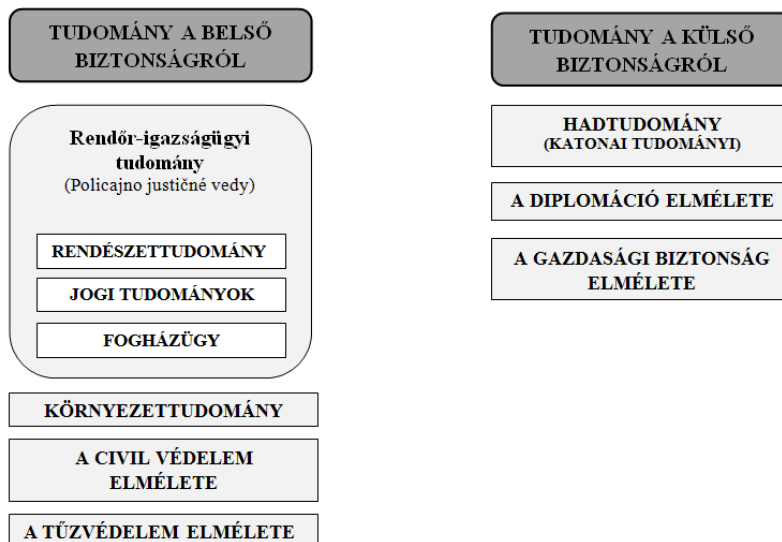 TUDOMÁNY A BELSŐ
BIZTONSÁGRÓL
Rendőr-igazságügyi
tudomány
(Policajno justičné vedy)
RENDÉSZETTUDOMÁNY
JOGI TUDOMÁNYOK
FOGHÁZÜGY
KÖRNYEZETTUDOMÁNY
A CIVIL VÉDELEM
ELMÉLETE
A TŰZVÉDELEM ELMÉLETE
TUDOMÁNY A KÜLSŐ
BIZTONSÁGRÓL
HADTUDOMÁNY
(KATONAI TUDOMÁNYI)
A DIPLOMÁCIÓ ELMÉLETE
A GAZDASÁGI BIZTONSÁG
ELMÉLETE